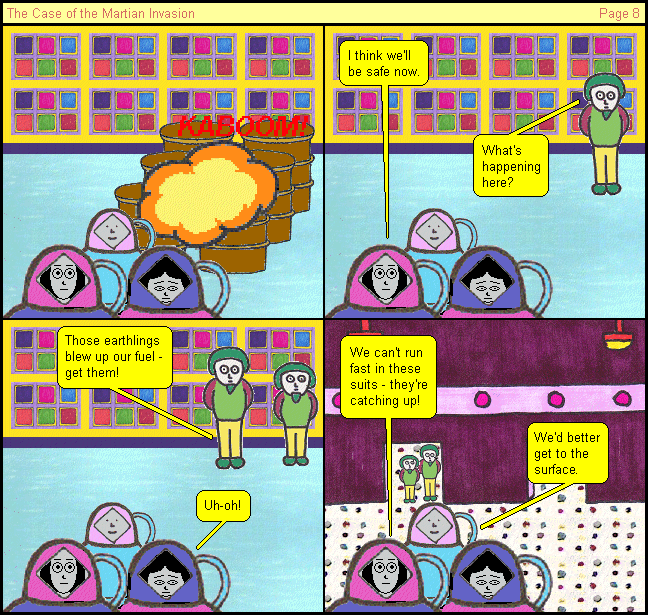 The Case of the Martian Invasion
Page 8
KABOOM!
I think we'll
be safe now.
What's
happening
here?
Those earthlings
blew up our fuel -
get them!
Uh-oh!
We can't run
fast in these
suits - they're
catching up!
We'd better
get to the
surface.